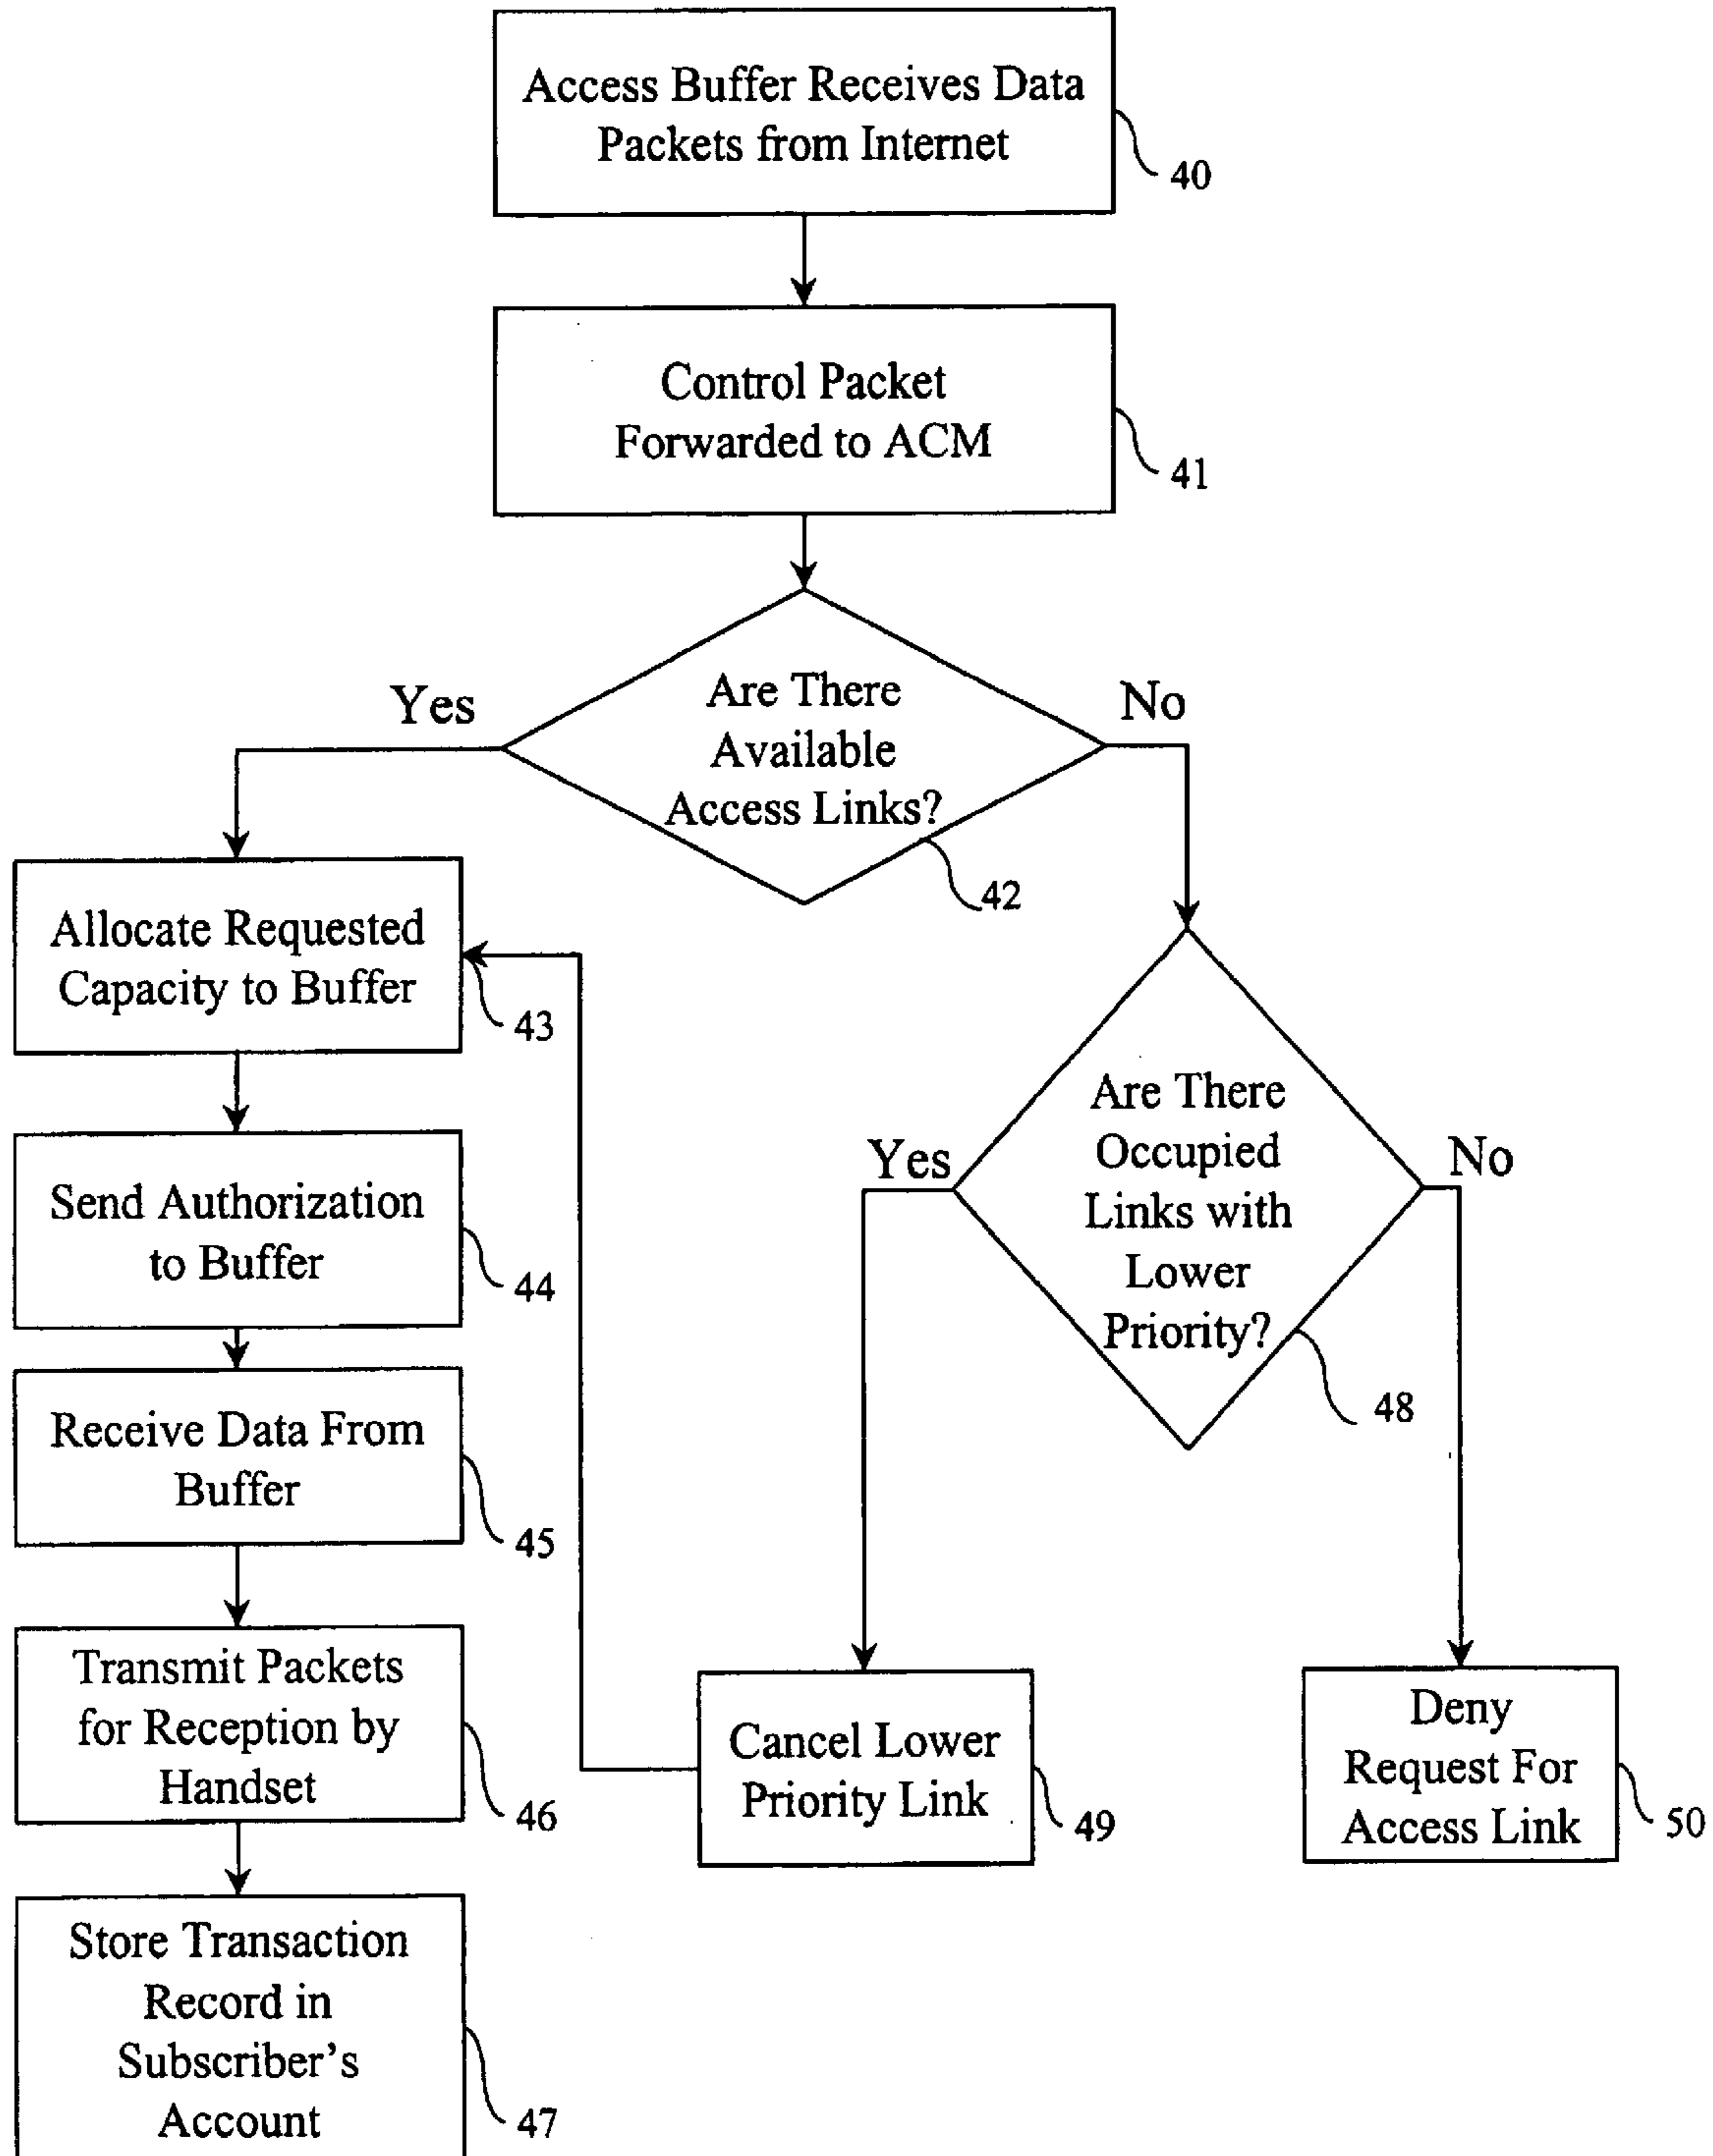 Access Buffer Receives Data
Packets from Internet
40
Control Packet
Forwarded to ACM
41
Are There
Available
Access Links?
42
Yes
No
Allocate Requested
Capacity to Buffer
43
Send Authorization
to Buffer
44
Receive Data From
Buffer
45
Transmit Packets
for Reception by
Handset
46
Store Transaction
Record in
Subscriber's
Account
47
Are There
Occupied
Links with
Lower
Priority?
48
Yes
No
Cancel Lower
Priority Link
49
Deny
Request For
Access Link
50